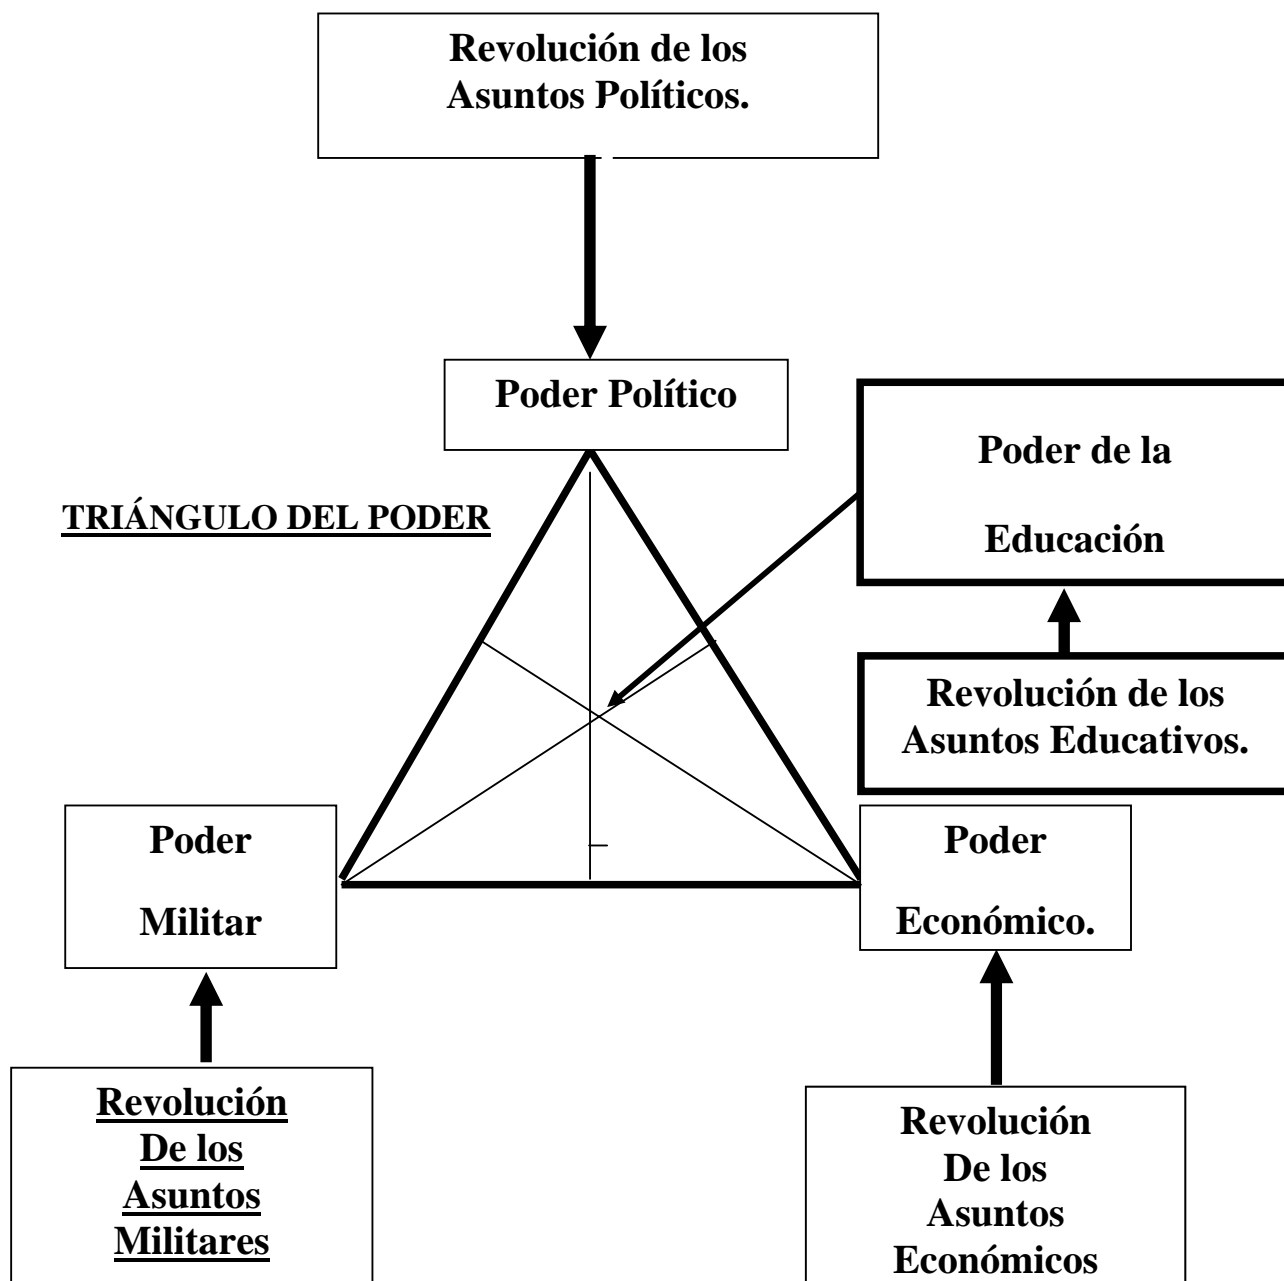 Revolución de los
Asuntos Políticos.
Poder Político
TRIÁNGULO DEL PODER
Poder de la
Educación
Revolución de los
Asuntos Educativos.
Poder
Militar
Poder
Económico.
Revolución
De los
Asuntos
Militares
Revolución
De los
Asuntos
Económicos